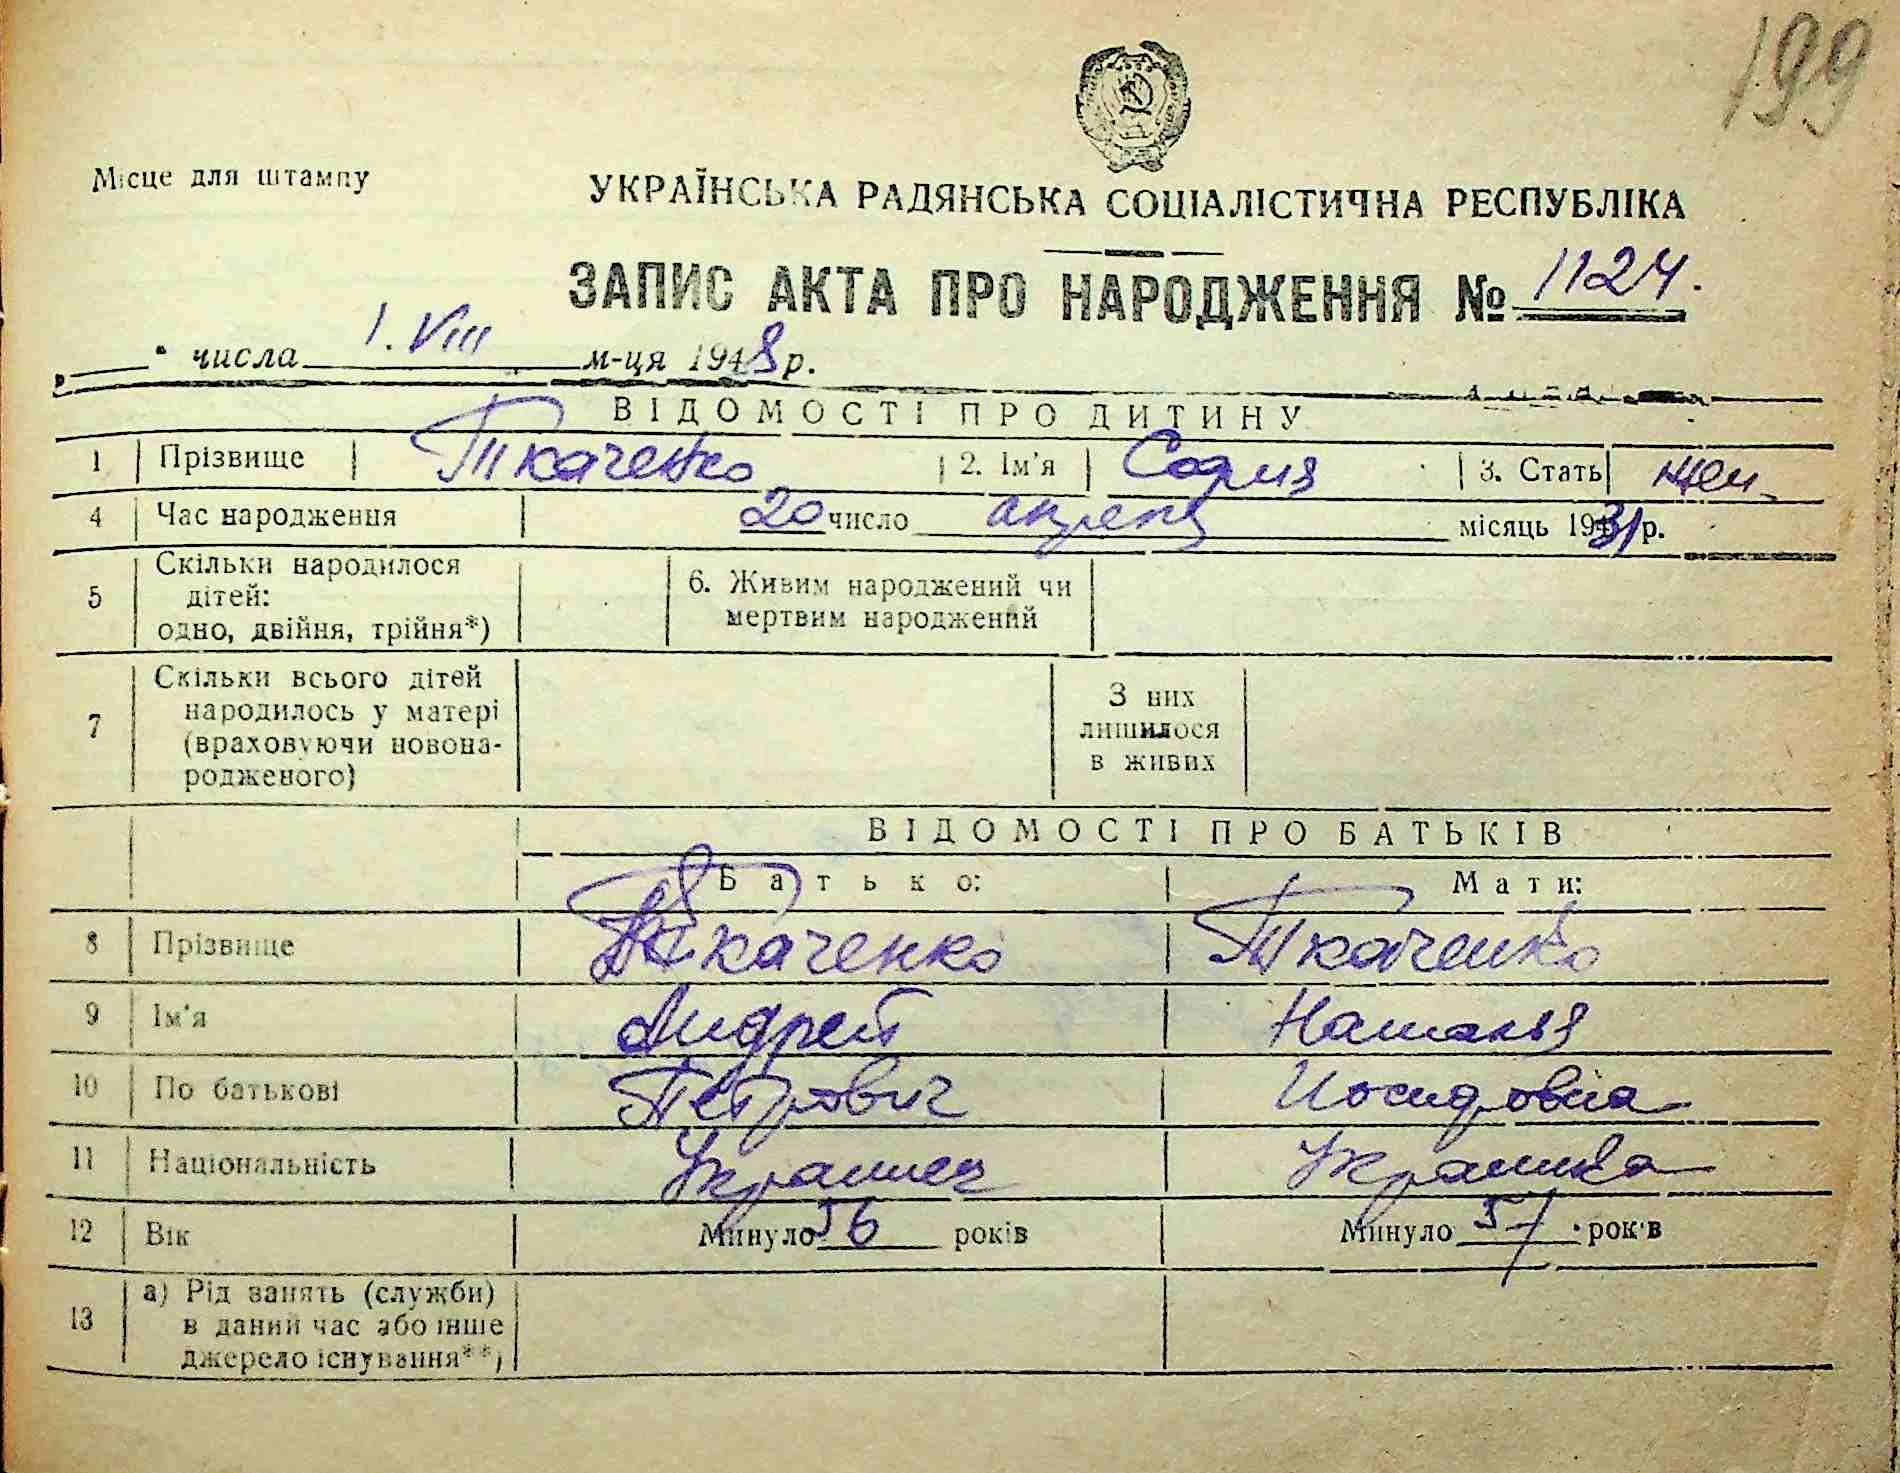 199
Місце для штампу
УКРАЇНСЬКА РАДЯНСЬКА СОЦІАЛІСТИЧНА РЕСПУБЛІКА
ЗАПИС АКТА ПРО НАРОДЖЕННЯ № 1124.
" числа 1. VIII м-ця 1948 р.
ВІДОМОСТІ ПРО ДИТИНУ
1 Прізвище Ткаченко 2. Ім'я София 3. Стать жен.
4 Час народження 20 число апреля місяць 1931 р.
5 Скільки народилося дітей: одно, двійня, трійня*) 6. Живим народжений чи мертвим народжений
7 Скільки всього дітей народилось у матері (враховуючи новонародженого) З них лишилося в живих
ВІДОМОСТІ ПРО БАТЬКІВ
Батько: Мати:
8 Прізвище Ткаченко Ткаченко
9 Ім'я Андрей Наталья
10 По батькові Петрович Иосифовна
11 Національність Украинец Украинка
12 Вік Минуло 56 років Минуло 57 років
13 а) Рід занять (служби) в даний час або інше джерело існування**)